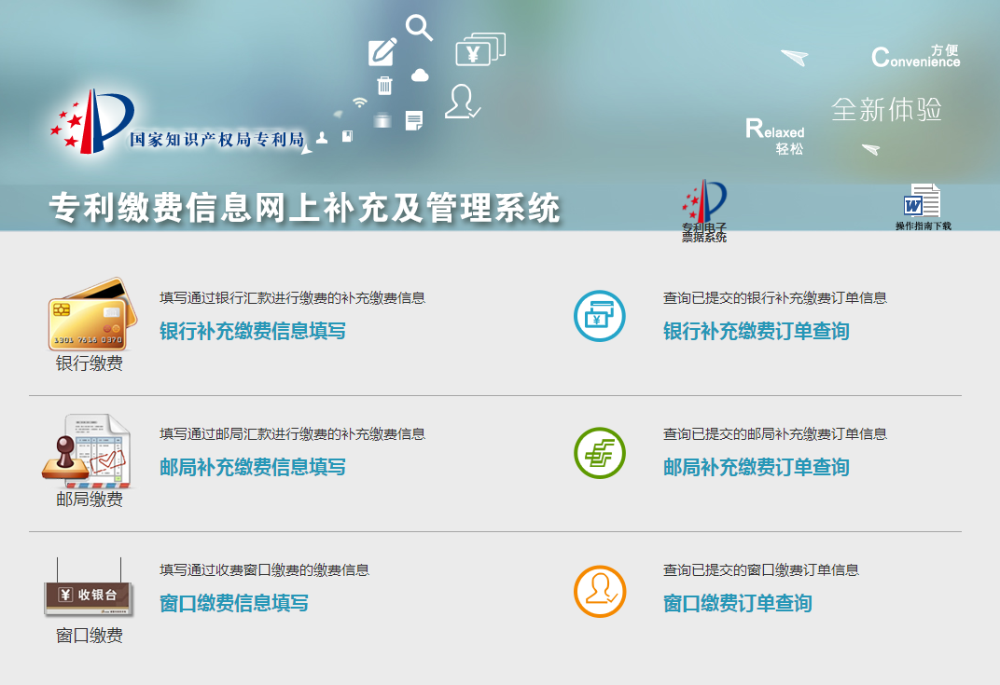 方便
Convenience
全新体验
Relaxed
轻松
国家知识产权局专利局
专利缴费信息网上补充及管理系统
专利电子
票据系统
操作指南下载
填写通过银行汇款进行缴费的补充缴费信息
银行补充缴费信息填写
银行缴费
查询已提交的银行补充缴费订单信息
银行补充缴费订单查询
填写通过邮局汇款进行缴费的补充缴费信息
邮局补充缴费信息填写
邮局缴费
查询已提交的邮局补充缴费订单信息
邮局补充缴费订单查询
填写通过收费窗口缴费的缴费信息
窗口缴费信息填写
¥ 收银台
窗口缴费
查询已提交的窗口缴费订单信息
窗口缴费订单查询